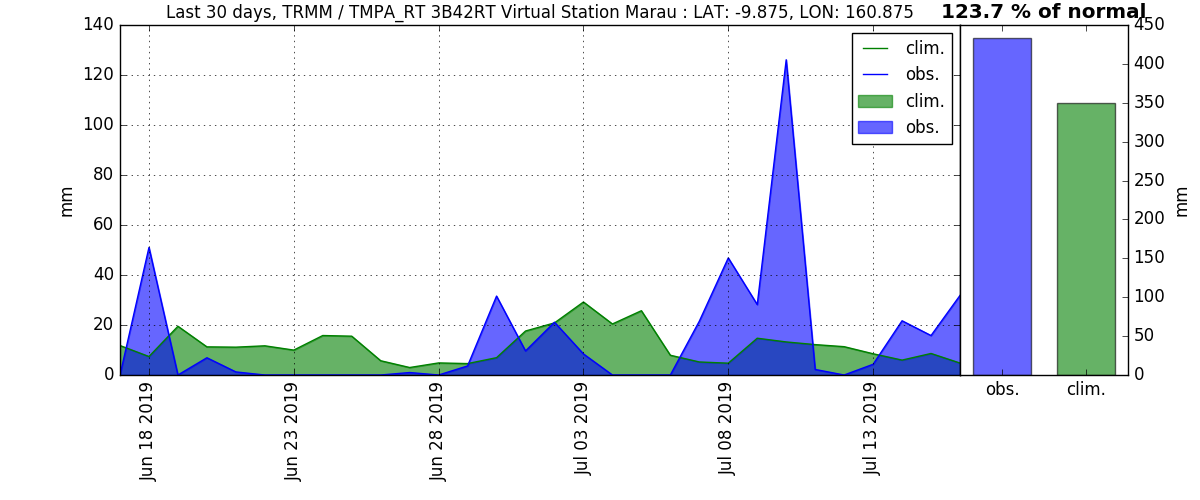 Last 30 days, TRMM / TMPA_RT 3B42RT Virtual Station Marau : LAT: -9.875, LON: 160.875
123.7 % of normal
140
120
100
80
60
40
20
0
mm
clim.
obs.
clim.
obs.
Jun 18 2019
Jun 23 2019
Jun 28 2019
Jul 03 2019
Jul 08 2019
Jul 13 2019
450
400
350
300
250
200
150
100
50
0
mm
obs.
clim.